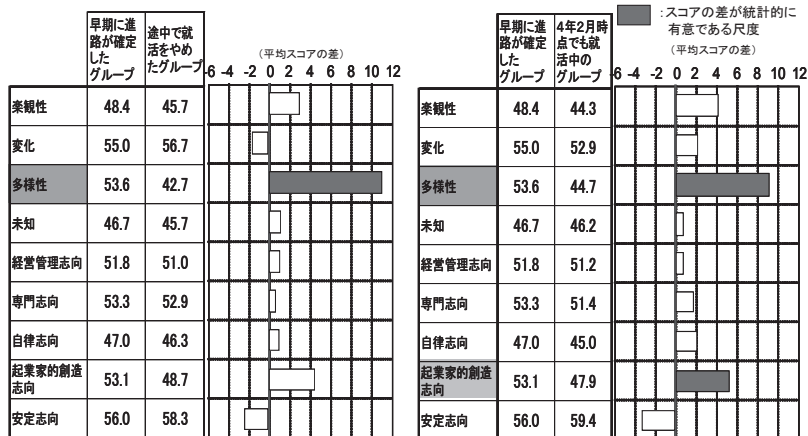 :スコアの差が統計的に
有意である尺度
早期に進
路が確定
した
グループ
途中で就
活をやめ
たグループ
(平均スコアの差)
-6 -4 -2 0 2 4 6 8 10 12
楽観性 48.4 45.7
変化 55.0 56.7
多様性 53.6 42.7
未知 46.7 45.7
経営管理志向 51.8 51.0
専門志向 53.3 52.9
自律志向 47.0 46.3
起業家的創造
志向 53.1 48.7
安定志向 56.0 58.3
早期に進
路が確定
した
グループ
4年2月時
点でも就
活中の
グループ
(平均スコアの差)
-6 -4 -2 0 2 4 6 8 10 12
楽観性 48.4 44.3
変化 55.0 52.9
多様性 53.6 44.7
未知 46.7 46.2
経営管理志向 51.8 51.2
専門志向 53.3 51.4
自律志向 47.0 45.0
起業家的創造
志向 53.1 47.9
安定志向 56.0 59.4